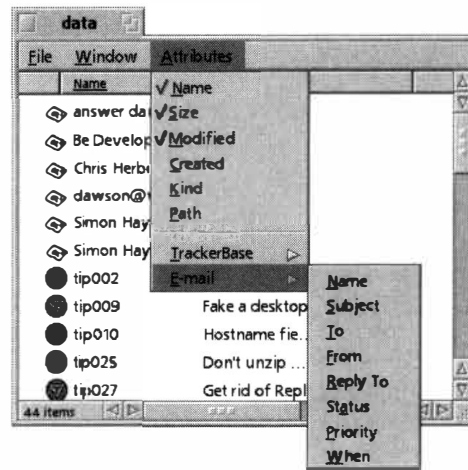 data
File Window Attributes
Name
answer da
Be Develop
Chris Herb
dawson@
Simon Hay
Simon Hay
tip002
tip009 Fake a desktop
tip010 Hostname fie...
tip025 Don't unzip ...
tip027 Get rid of Repl
44 items
✓ Name
✓ Size
✓ Modified
Created
Kind
Path
TrackerBase
E-mail
Name
Subject
To
From
Reply To
Status
Priority
When